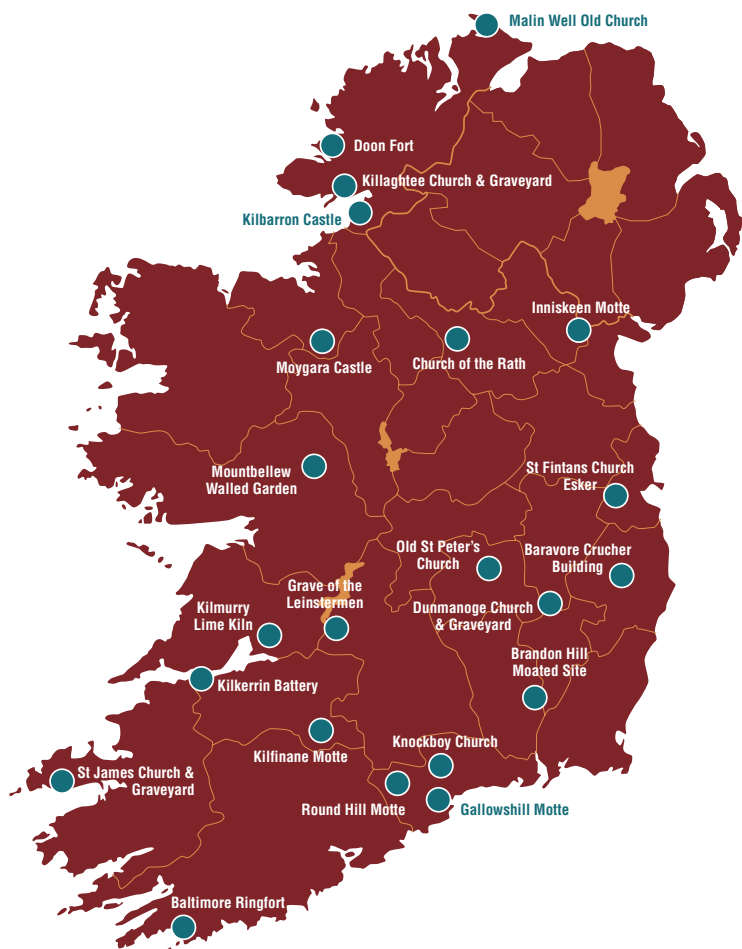 Malin Well Old Church
Doon Fort
Killaghtee Church & Graveyard
Kilbarron Castle
Inniskeen Motte
Moygara Castle
Church of the Rath
Mountbellew
Walled Garden
St Fintans Church
Esker
Old St Peter's
Church
Baravore Crucher
Building
Grave of the
Leinstermen
Dunmanoge Church
& Graveyard
Kilmurry
Lime Kiln
Brandon Hill
Moated Site
Kilkerrin Battery
Kilfinane Motte
Knockboy Church
St James Church &
Graveyard
Round Hill Motte
Gallowshill Motte
Baltimore Ringfort